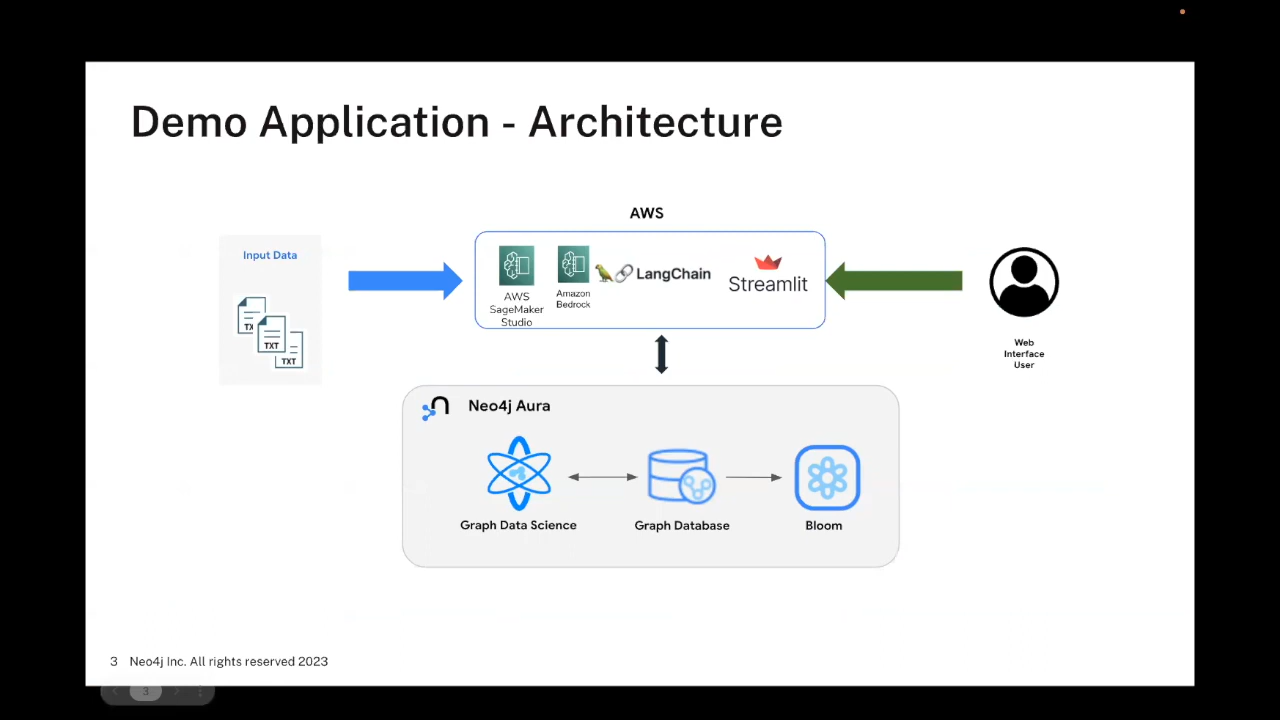 Demo Application - Architecture
AWS
Input Data
TXT
TXT
AWS
SageMaker
Studio
Amazon
Bedrock
LangChain
Streamlit
Web
Interface
User
Neo4j Aura
Graph Data Science
Graph Database
Bloom
3 Neo4j Inc. All rights reserved 2023
3